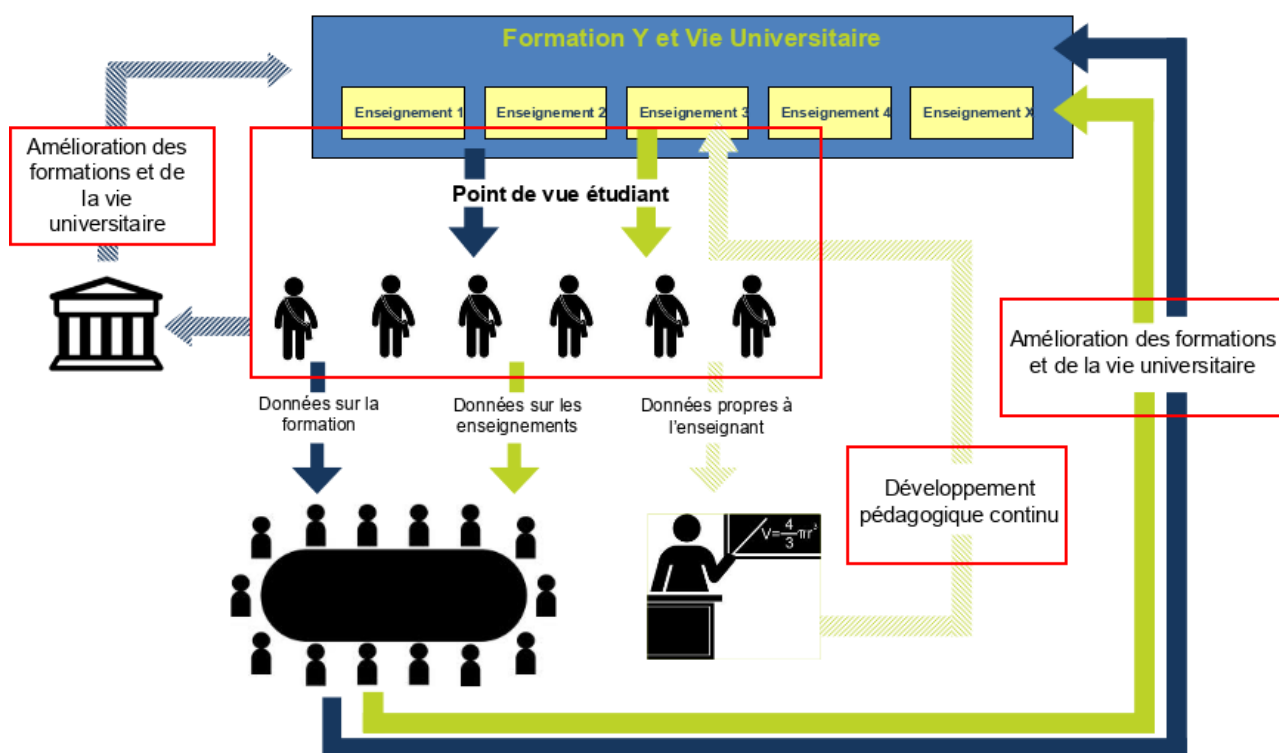 Formation Y et Vie Universitaire
Enseignement 1
Enseignement 2
Enseignement 3
Enseignement 4
Enseignement X
Amélioration des
formations et de
la vie
universitaire
Point de vue étudiant
Amélioration des formations
et de la vie universitaire
Données sur la
formation
Données sur les
enseignements
Données propres à
l'enseignant
Développement
pédagogique continu
V=4/3πr³